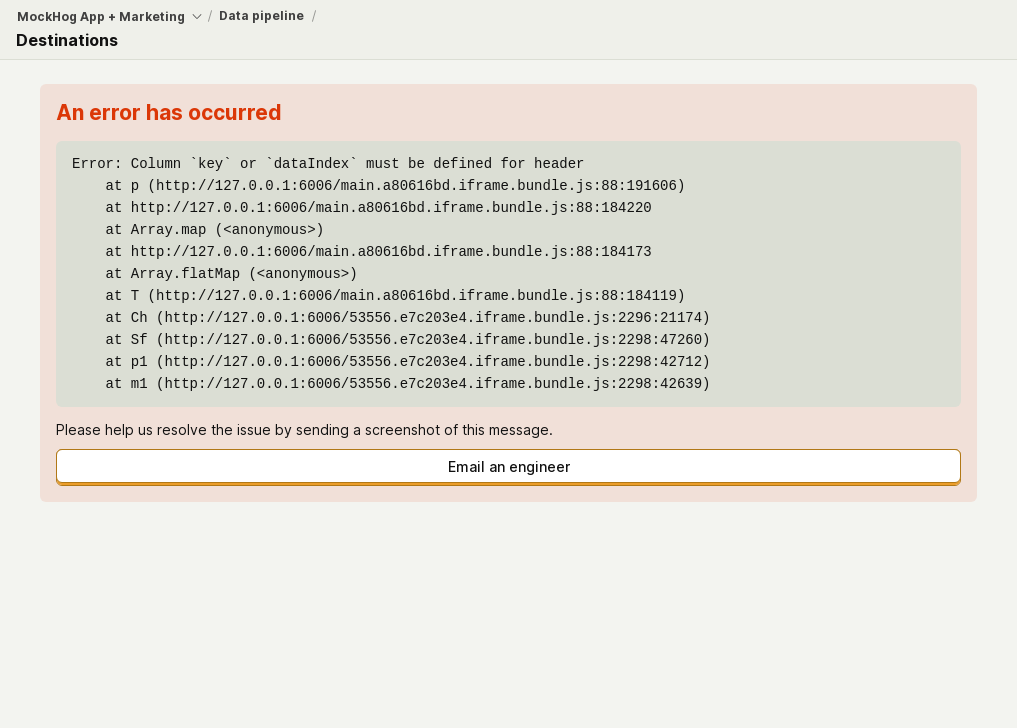 MockHog App + Marketing / Data pipeline /
Destinations
An error has occurred
Error: Column `key` or `dataIndex` must be defined for header
    at p (http://127.0.0.1:6006/main.a80616bd.iframe.bundle.js:88:191606)
    at http://127.0.0.1:6006/main.a80616bd.iframe.bundle.js:88:184220
    at Array.map (<anonymous>)
    at http://127.0.0.1:6006/main.a80616bd.iframe.bundle.js:88:184173
    at Array.flatMap (<anonymous>)
    at T (http://127.0.0.1:6006/main.a80616bd.iframe.bundle.js:88:184119)
    at Ch (http://127.0.0.1:6006/53556.e7c203e4.iframe.bundle.js:2296:21174)
    at Sf (http://127.0.0.1:6006/53556.e7c203e4.iframe.bundle.js:2298:47260)
    at p1 (http://127.0.0.1:6006/53556.e7c203e4.iframe.bundle.js:2298:42712)
    at m1 (http://127.0.0.1:6006/53556.e7c203e4.iframe.bundle.js:2298:42639)
Please help us resolve the issue by sending a screenshot of this message.
Email an engineer